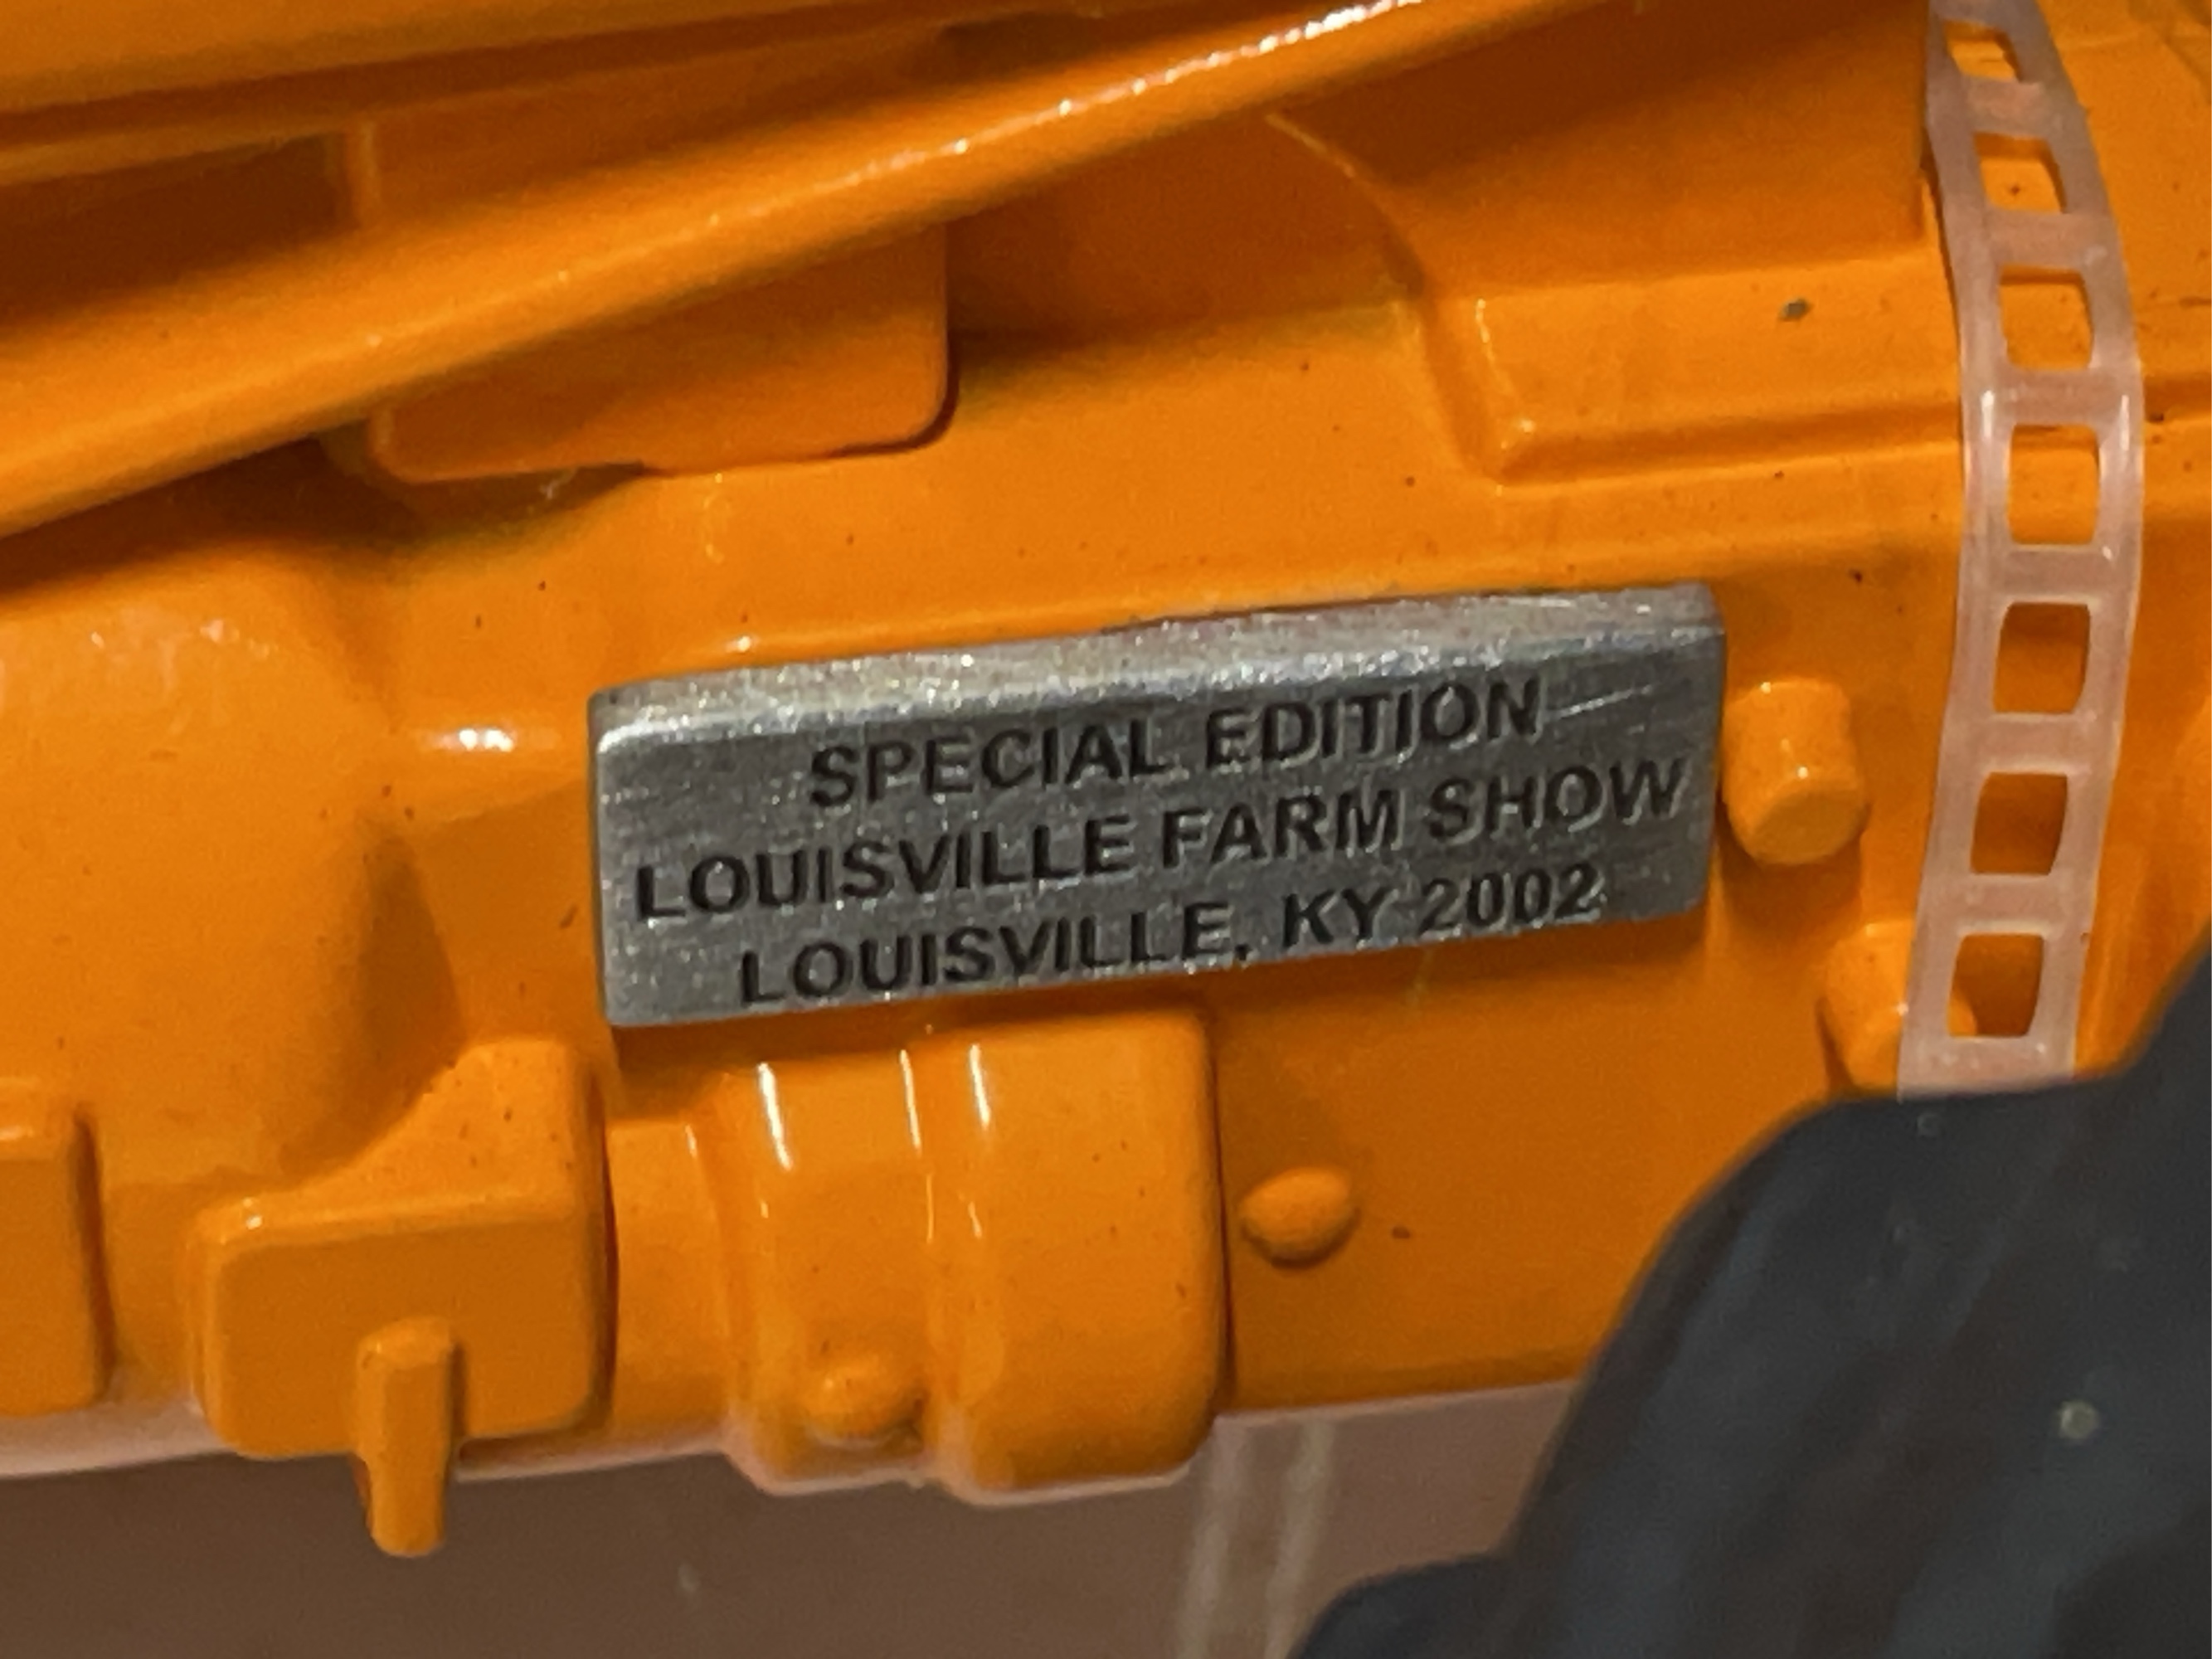 SPECIAL EDITION
LOUISVILLE FARM SHOW
LOUISVILLE, KY 2002